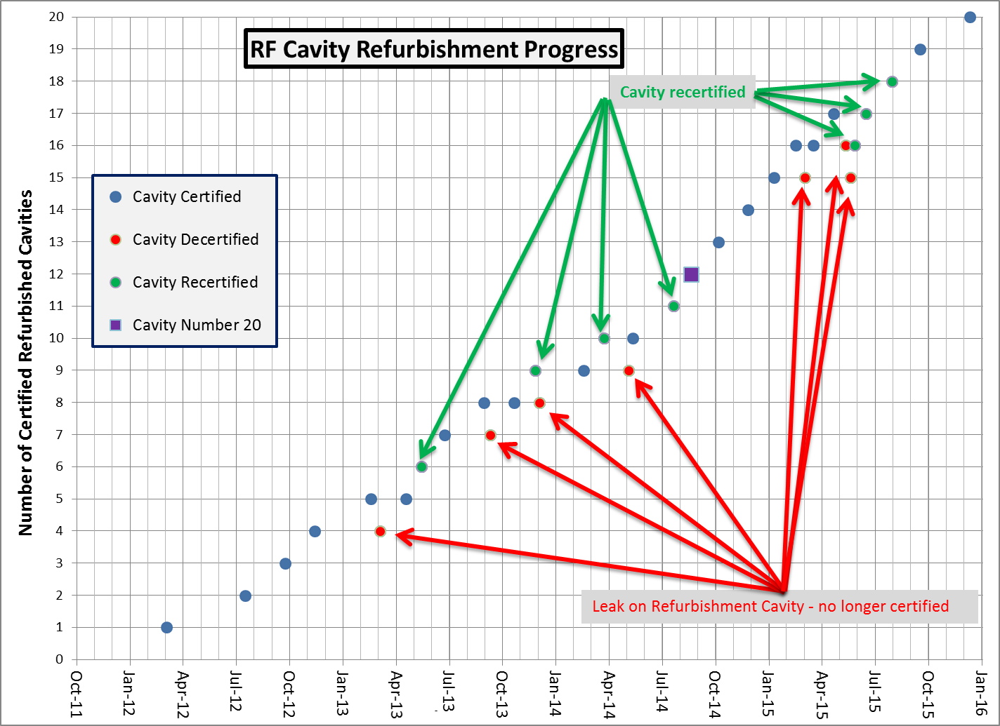 RF Cavity Refurbishment Progress
Number of Certified Refurbished Cavities
20
19
18
17
16
15
14
13
12
11
10
9
8
7
6
5
4
3
2
1
0
Cavity recertified
Cavity Certified
Cavity Decertified
Cavity Recertified
Cavity Number 20
Leak on Refurbishment Cavity - no longer certified
Oct-11
Jan-12
Apr-12
Jul-12
Oct-12
Jan-13
Apr-13
Jul-13
Oct-13
Jan-14
Apr-14
Jul-14
Oct-14
Jan-15
Apr-15
Jul-15
Oct-15
Jan-16